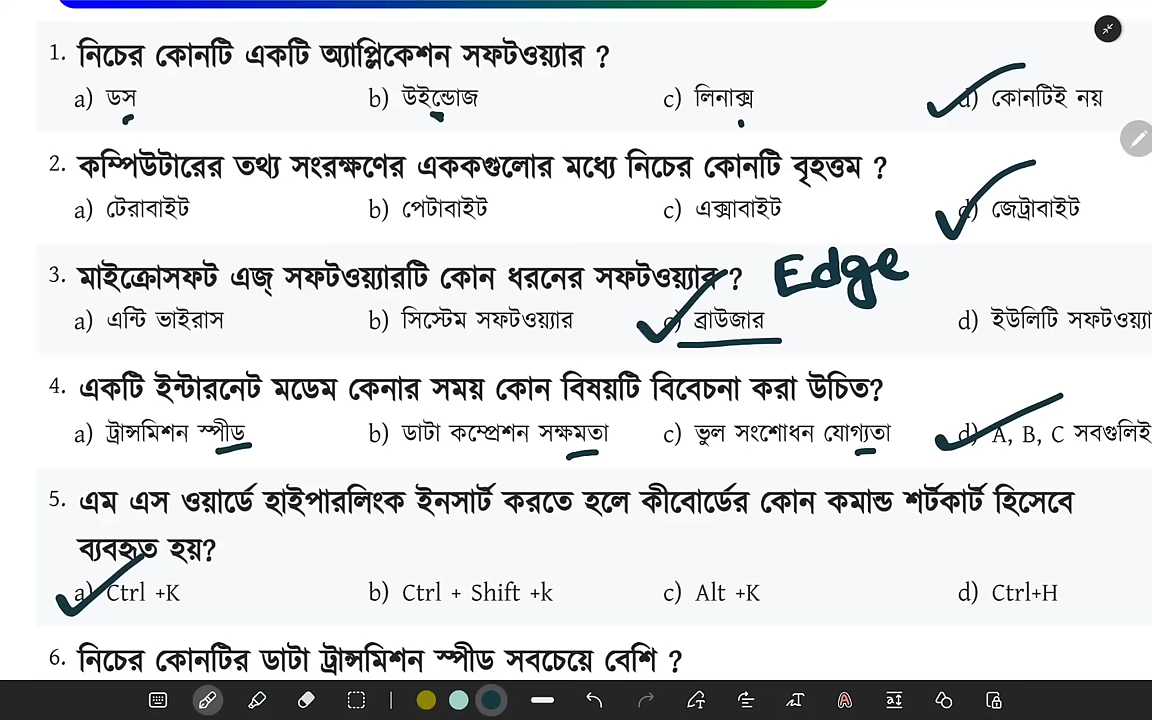 1. নিচের কোনটি একটি অ্যাপ্লিকেশন সফটওয়্যার ?
a) ডস b) উইন্ডোজ c) লিনাক্স d) কোনটিই নয়
2. কম্পিউটারের তথ্য সংরক্ষণের এককগুলোর মধ্যে নিচের কোনটি বৃহত্তম ?
a) টেরাবাইট b) পেটাবাইট c) এক্সাবাইট d) জেট্রাবাইট
3. মাইক্রোসফট এজ্ সফটওয়্যারটি কোন ধরনের সফটওয়্যার ? Edge
a) এন্টি ভাইরাস b) সিস্টেম সফটওয়্যার c) ব্রাউজার d) ইউলিটি সফটওয়্যা
4. একটি ইন্টারনেট মডেম কেনার সময় কোন বিষয়টি বিবেচনা করা উচিত?
a) ট্রান্সমিশন স্পীড b) ডাটা কম্প্রেশন সক্ষমতা c) ভুল সংশোধন যোগ্যতা d) A, B, C সবগুলিই
5. এম এস ওয়ার্ডে হাইপারলিংক ইনসার্ট করতে হলে কীবোর্ডের কোন কমান্ড শর্টকার্ট হিসেবে
ব্যবহৃত হয়?
a) Ctrl +K b) Ctrl + Shift +k c) Alt +K d) Ctrl+H
6. নিচের কোনটির ডাটা ট্রান্সমিশন স্পীড সবচেয়ে বেশি ?